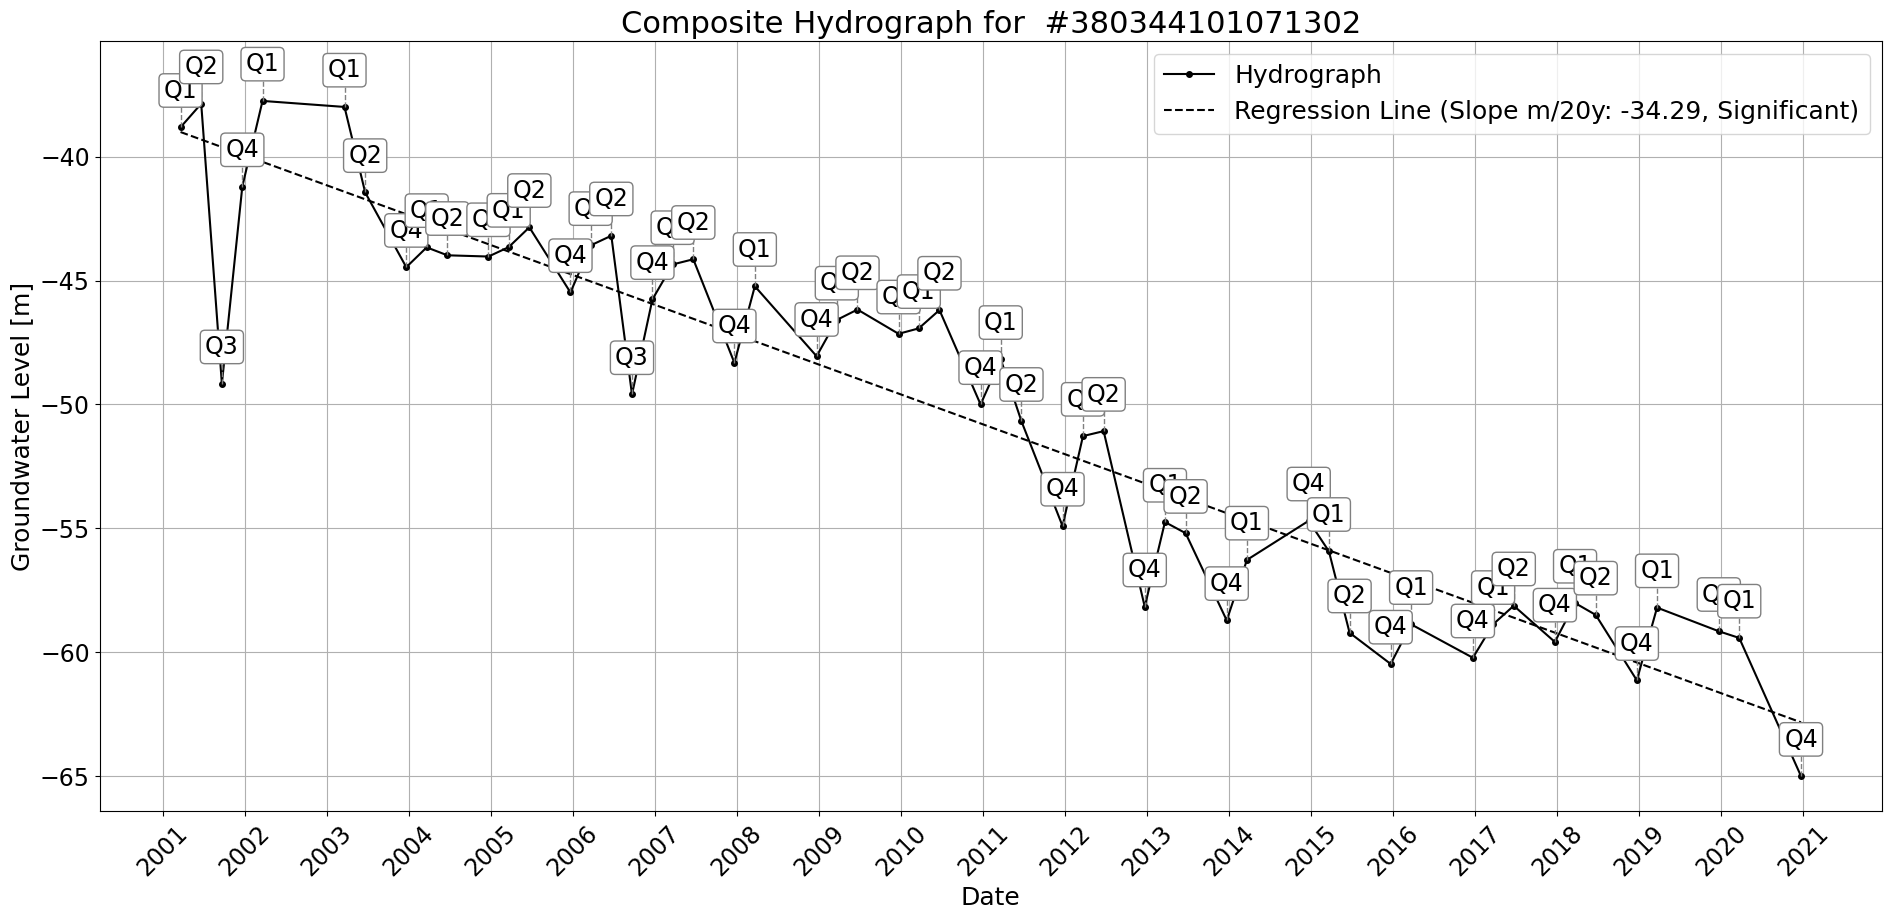 Composite Hydrograph for #380344101071302
Hydrograph
Regression Line (Slope m/20y: -34.29, Significant)
Groundwater Level [m]
−40
−45
−50
−55
−60
−65
Q1
Q2
Q3
Q4
Q1
Q1
Q2
Q4
Q2
Q1
Q2
Q4
Q2
Q3
Q4
Q2
Q4
Q1
Q4
Q2
Q1
Q2
Q4
Q1
Q2
Q4
Q2
Q4
Q1
Q2
Q4
Q1
Q4
Q1
Q2
Q4
Q1
Q4
Q1
Q2
Q4
Q1
Q2
Q4
Q1
Q1
Q4
2001
2002
2003
2004
2005
2006
2007
2008
2009
2010
2011
2012
2013
2014
2015
2016
2017
2018
2019
2020
2021
Date